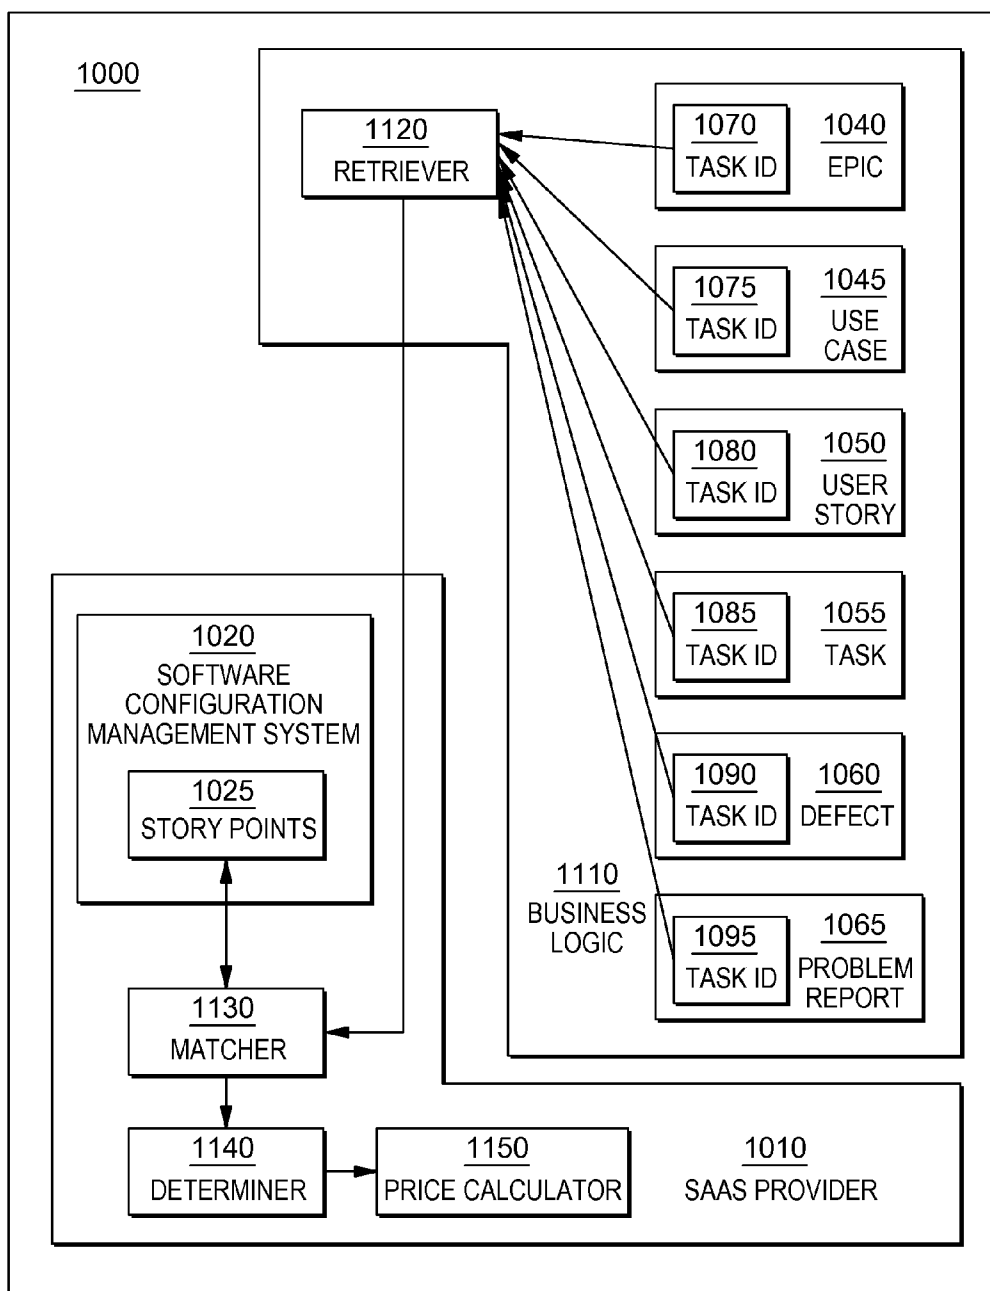 1000
1120
RETRIEVER
1070
TASK ID
1040
EPIC
1075
TASK ID
1045
USE
CASE
1080
TASK ID
1050
USER
STORY
1085
TASK ID
1055
TASK
1090
TASK ID
1060
DEFECT
1110
BUSINESS
LOGIC
1095
TASK ID
1065
PROBLEM
REPORT
1020
SOFTWARE
CONFIGURATION
MANAGEMENT SYSTEM
1025
STORY POINTS
1130
MATCHER
1140
DETERMINER
1150
PRICE CALCULATOR
1010
SAAS PROVIDER